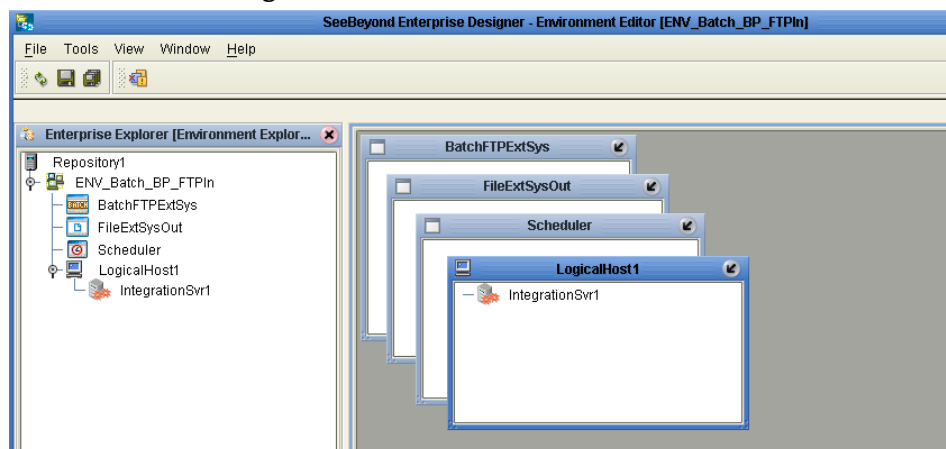 SeeBeyond Enterprise Designer - Environment Editor [ENV_Batch_BP_FTPIn]
File Tools View Window Help
Enterprise Explorer [Environment Explor...
Repository1
ENV_Batch_BP_FTPIn
BatchFTPExtSys
FileExtSysOut
Scheduler
LogicalHost1
IntegrationSvr1
BatchFTPExtSys
FileExtSysOut
Scheduler
LogicalHost1
IntegrationSvr1